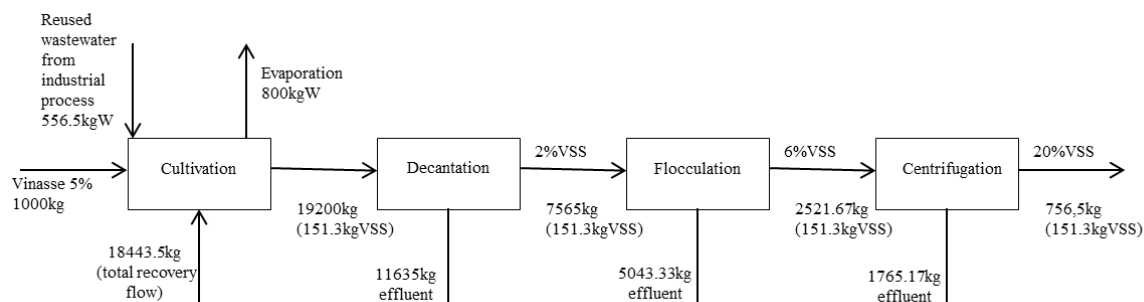 Reused
wastewater
from
industrial
process
556.5kgW
Evaporation
800kgW
Cultivation
Decantation
Flocculation
Centrifugation
2%VSS
6%VSS
20%VSS
Vinasse 5%
1000kg
19200kg
(151.3kgVSS)
7565kg
(151.3kgVSS)
2521.67kg
(151.3kgVSS)
756,5kg
(151.3kgVSS)
18443.5kg
(total recovery
flow)
11635kg
effluent
5043.33kg
effluent
1765.17kg
effluent